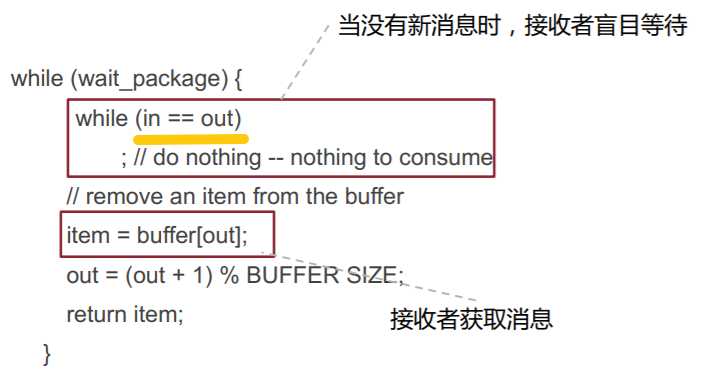 当没有新消息时，接收者盲目等待
while (wait_package) {
while (in == out)
; // do nothing -- nothing to consume
// remove an item from the buffer
item = buffer[out];
out = (out + 1) % BUFFER SIZE;
return item;
接收者获取消息
}